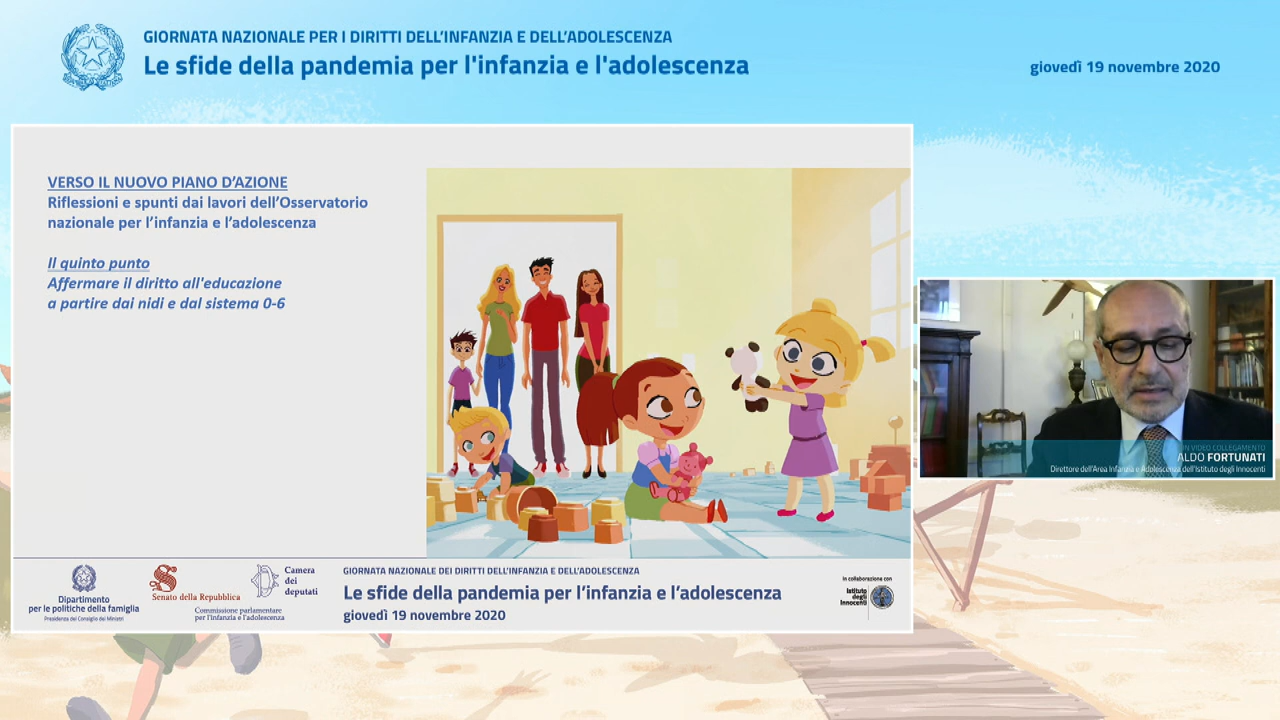 GIORNATA NAZIONALE PER I DIRITTI DELL'INFANZIA E DELL'ADOLESCENZA
Le sfide della pandemia per l'infanzia e l'adolescenza
giovedì 19 novembre 2020
VERSO IL NUOVO PIANO D'AZIONE
Riflessioni e spunti dai lavori dell'Osservatorio
nazionale per l'infanzia e l'adolescenza
Il quinto punto
Affermare il diritto all'educazione
a partire dai nidi e dal sistema 0-6
IN VIDEO COLLEGAMENTO
ALDO FORTUNATI
Direttore dell'Area Infanzia e Adolescenza dell'Istituto degli Innocenti
Dipartimento
per le politiche della famiglia
Presidenza del Consiglio dei Ministri
Senato della Repubblica
Camera
dei
deputati
Commissione parlamentare
per l'infanzia e l'adolescenza
GIORNATA NAZIONALE DEI DIRITTI DELL'INFANZIA E DELL'ADOLESCENZA
Le sfide della pandemia per l'infanzia e l'adolescenza
giovedì 19 novembre 2020
in collaborazione con
Istituto
degli
Innocenti